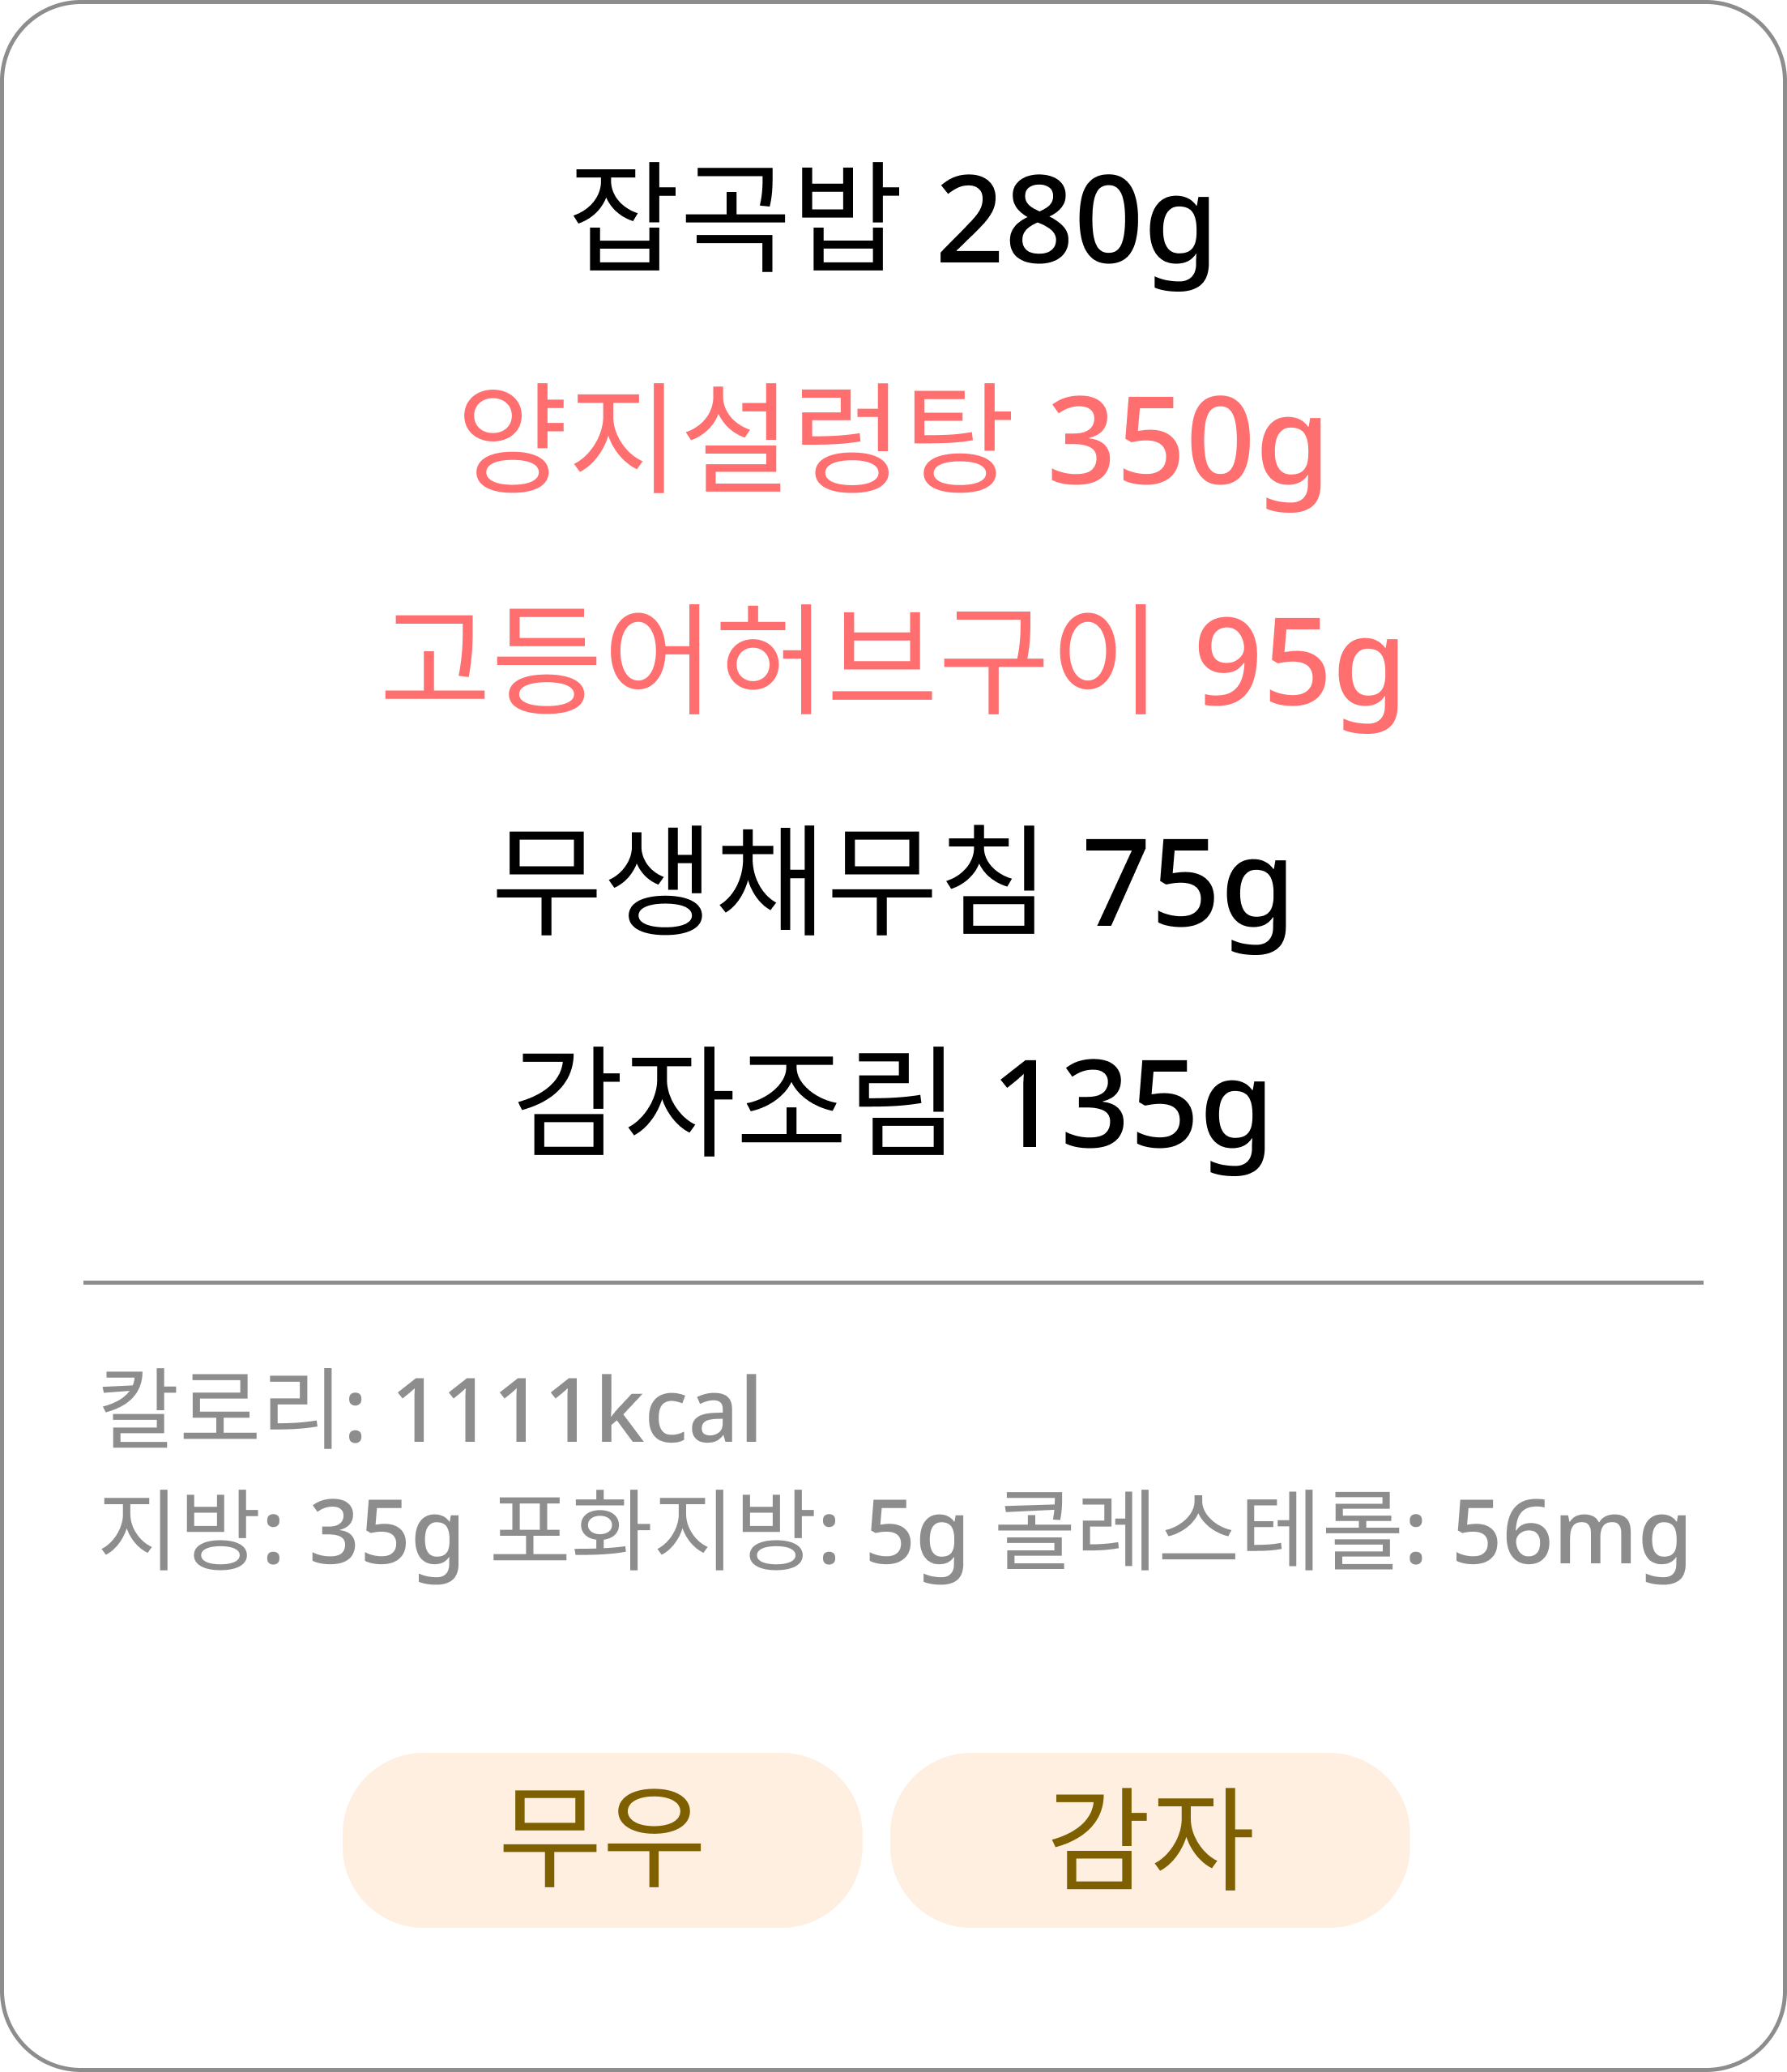 잡곡밥 280g
양지설렁탕 350g
고등어허브구이 95g
무생채무침 75g
감자조림 135g
칼로리: 1111kcal
지방: 35g 포화지방: 5g 콜레스테롤: 56mg
무우 감자